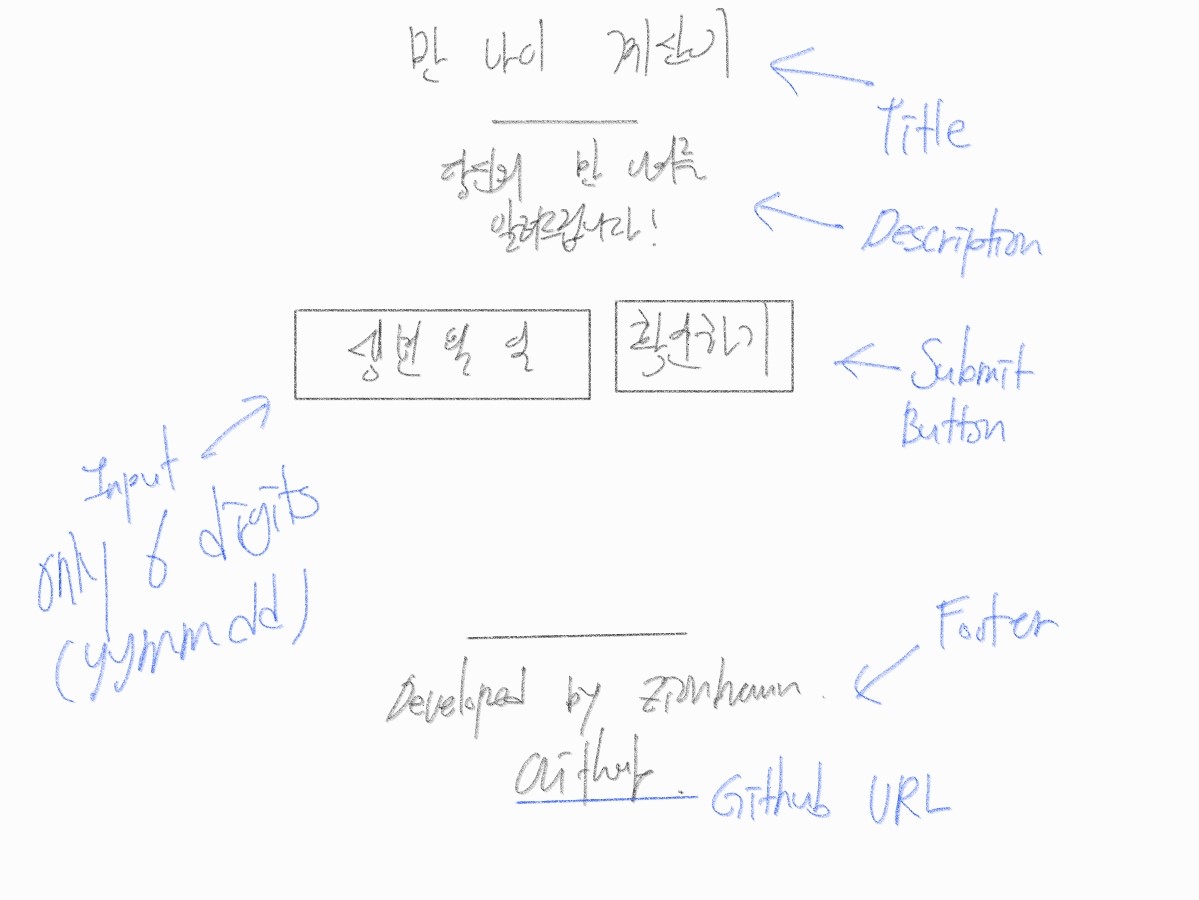 만 나이 계산기
Title
당신의 만 나이를
알려드립니다!
Description
생년월일
확인하기
Submit
Button
Input
only 6 digits
(yymmdd)
Footer
Developed by Zionhann.
Github.
Github URL